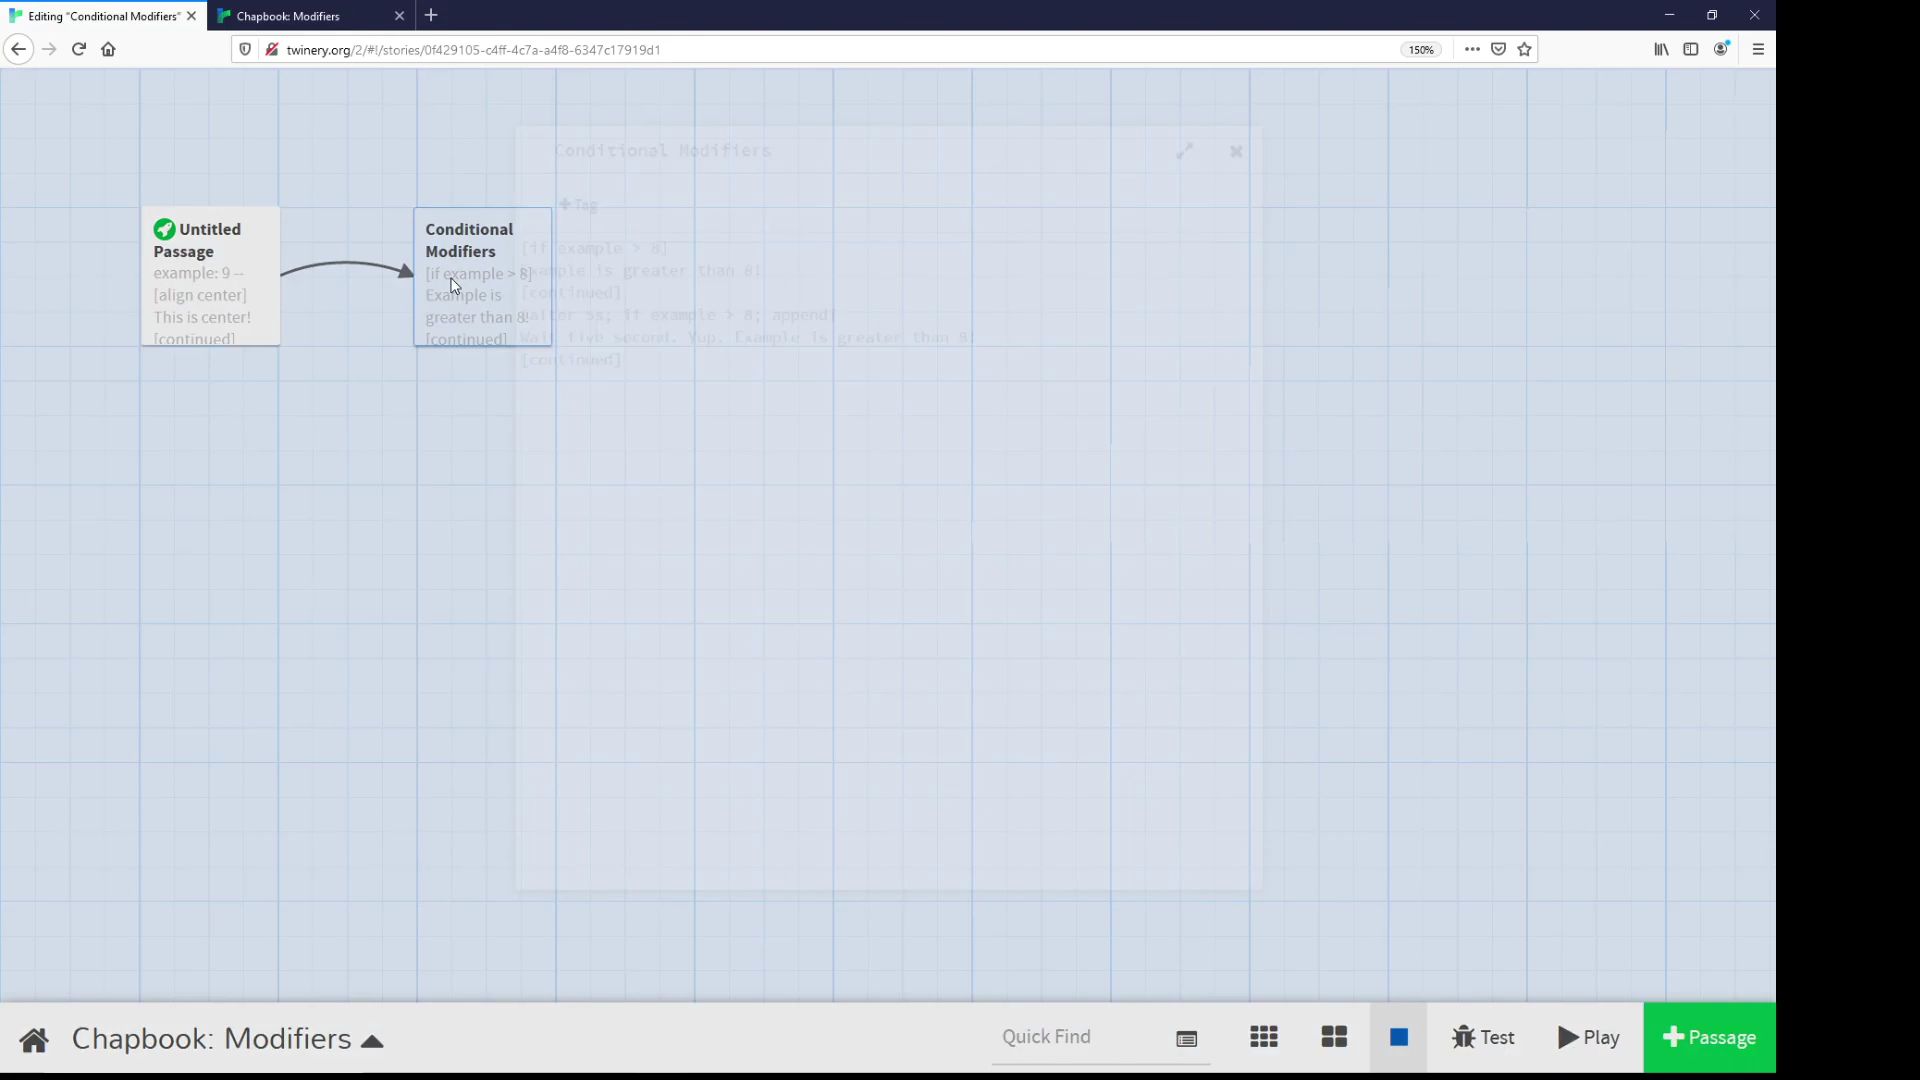 Editing "Conditional Modifiers"
Chapbook: Modifiers
twinery.org/2/#!/stories/0f429105-c4ff-4c7a-a4f8-6347c17919d1
150%
Conditional Modifiers
+ Tag
Untitled
Passage
example: 9 --
[align center]
This is center!
[continued]
Conditional
Modifiers
[if example > 8]
Example is
greater than 8!
[continued]
[if example > 8]
Example is greater than 8!
[continued]
[after 5s; if example > 8; append]
Wait five second. Yup. Example is greater than 8!
[continued]
Chapbook: Modifiers
Quick Find
Test
Play
+ Passage